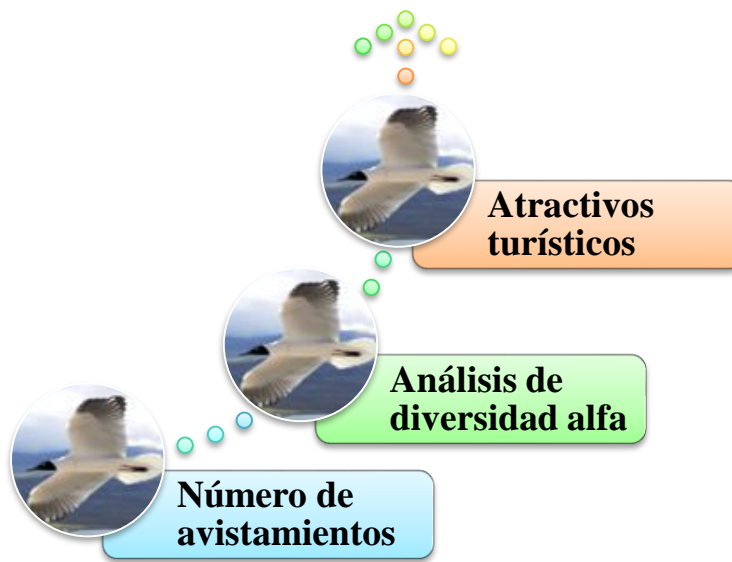 Atractivos
turísticos
Análisis de
diversidad alfa
Número de
avistamientos